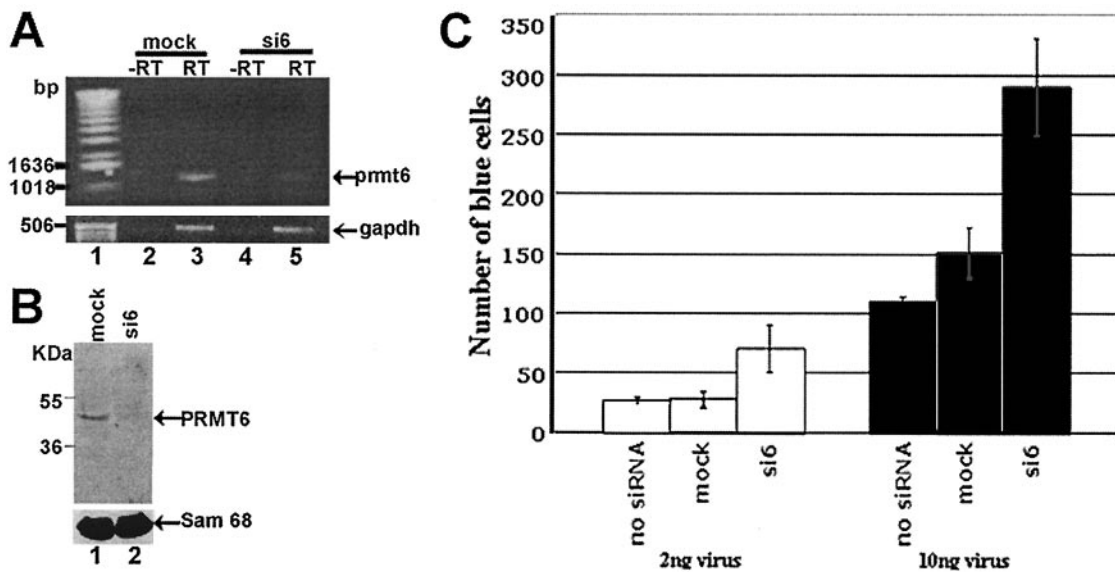 A
mock
si6
-RT RT -RT RT
bp
1636
1018
prmt6
506
gapdh
1 2 3 4 5
B
mock
si6
KDa
55
PRMT6
36
Sam 68
1 2
C
Number of blue cells
350
300
250
200
150
100
50
0
no siRNA
mock
si6
no siRNA
mock
si6
2ng virus
10ng virus